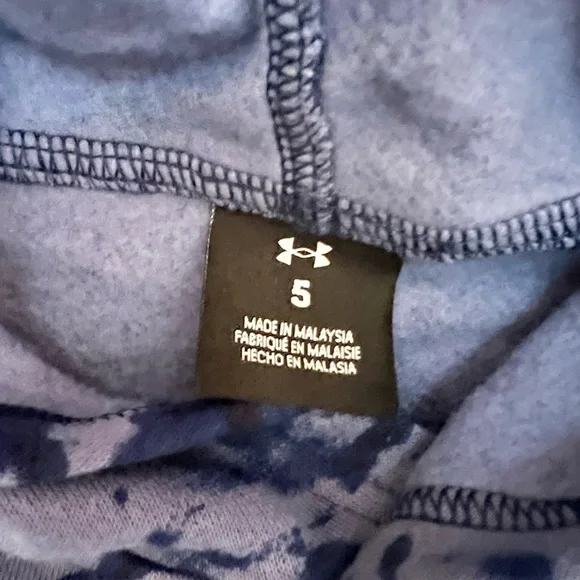 5
MADE IN MALAYSIA
FABRIQUÉ EN MALAISIE
HECHO EN MALASIA